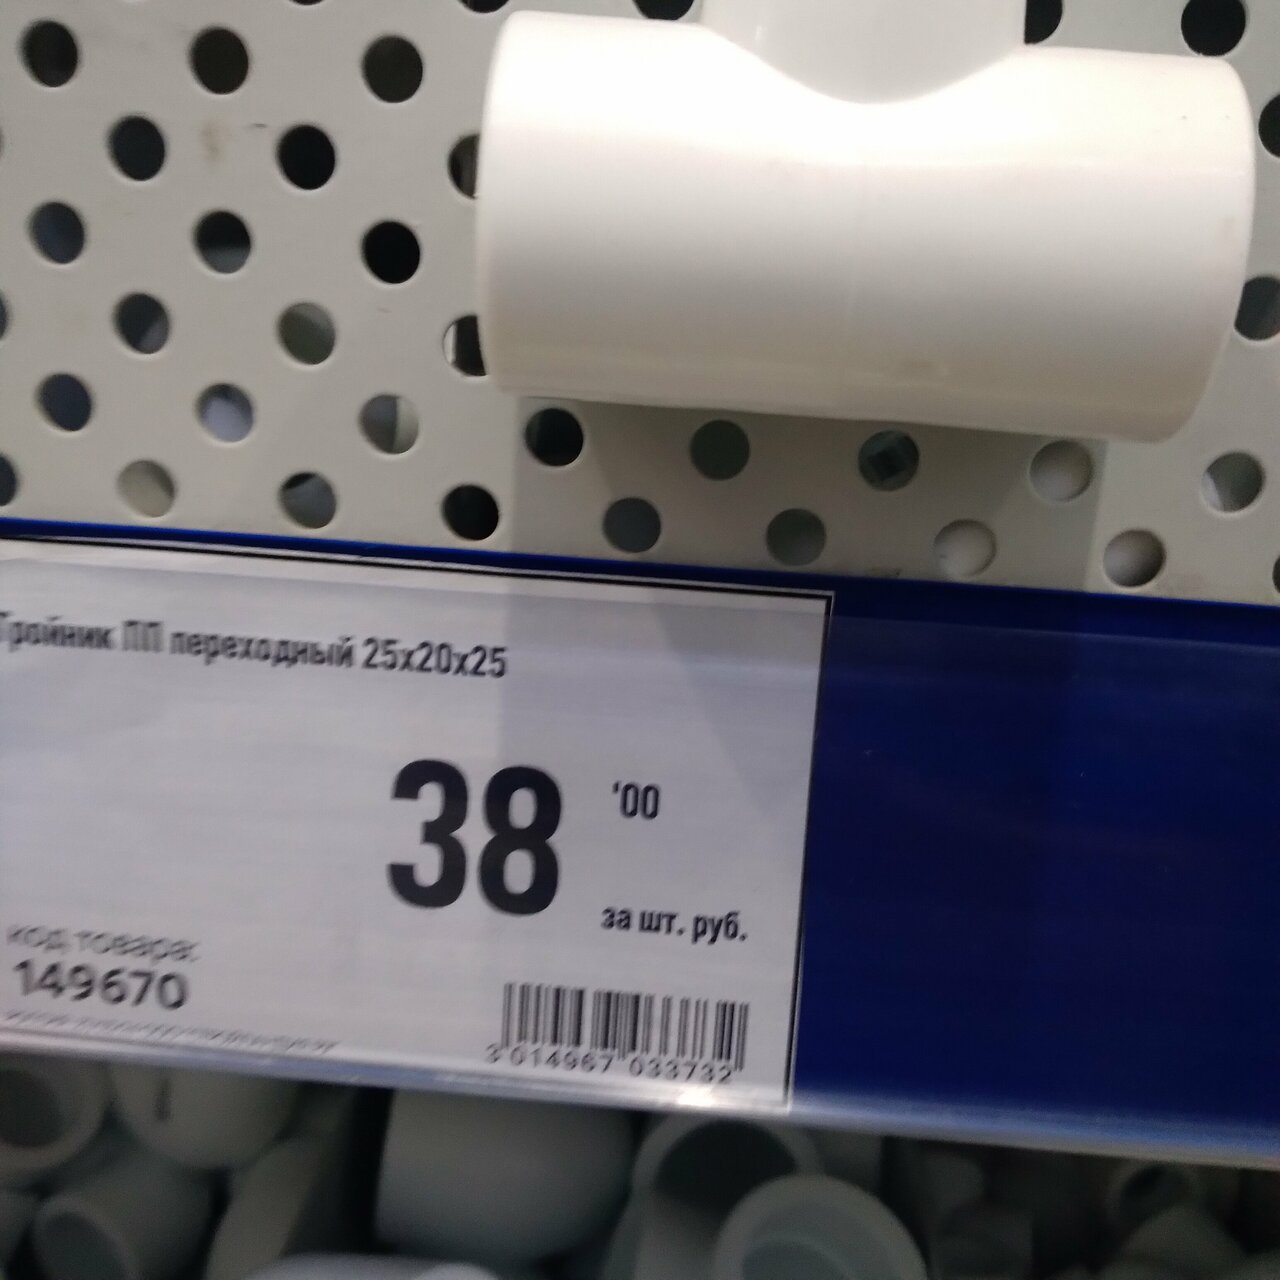 Тройник ПП переходный 25х20х25
38 '00
за шт. руб.
код товара:
149670
3 014967 033732